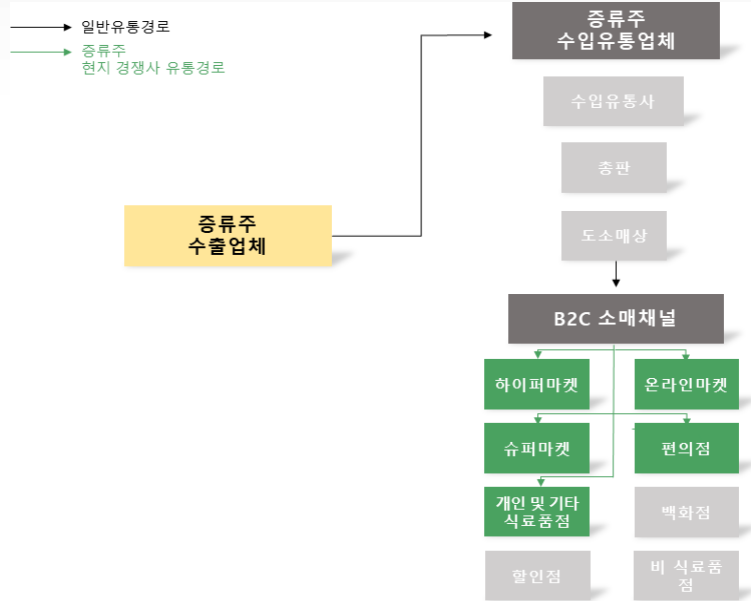 일반유통경로
증류주
현지 경쟁사 유통경로
증류주
수입유통업체
수입유통사
총판
증류주
수출업체
도소매상
B2C 소매채널
하이퍼마켓
온라인마켓
슈퍼마켓
편의점
개인 및 기타
식료품점
백화점
할인점
비 식료품
점